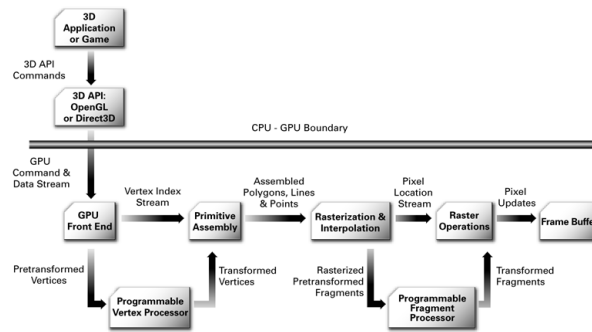 3D
Application
or Game
3D API
Commands
3D API:
OpenGL
or Direct3D
CPU - GPU Boundary
GPU
Command &
Data Stream
GPU
Front End
Vertex Index
Stream
Primitive
Assembly
Assembled
Polygons, Lines
& Points
Rasterization &
Interpolation
Pixel
Location
Stream
Raster
Operations
Pixel
Updates
Frame Buffe
Pretransformed
Vertices
Programmable
Vertex Processor
Transformed
Vertices
Rasterized
Pretransformed
Fragments
Programmable
Fragment
Processor
Transformed
Fragments